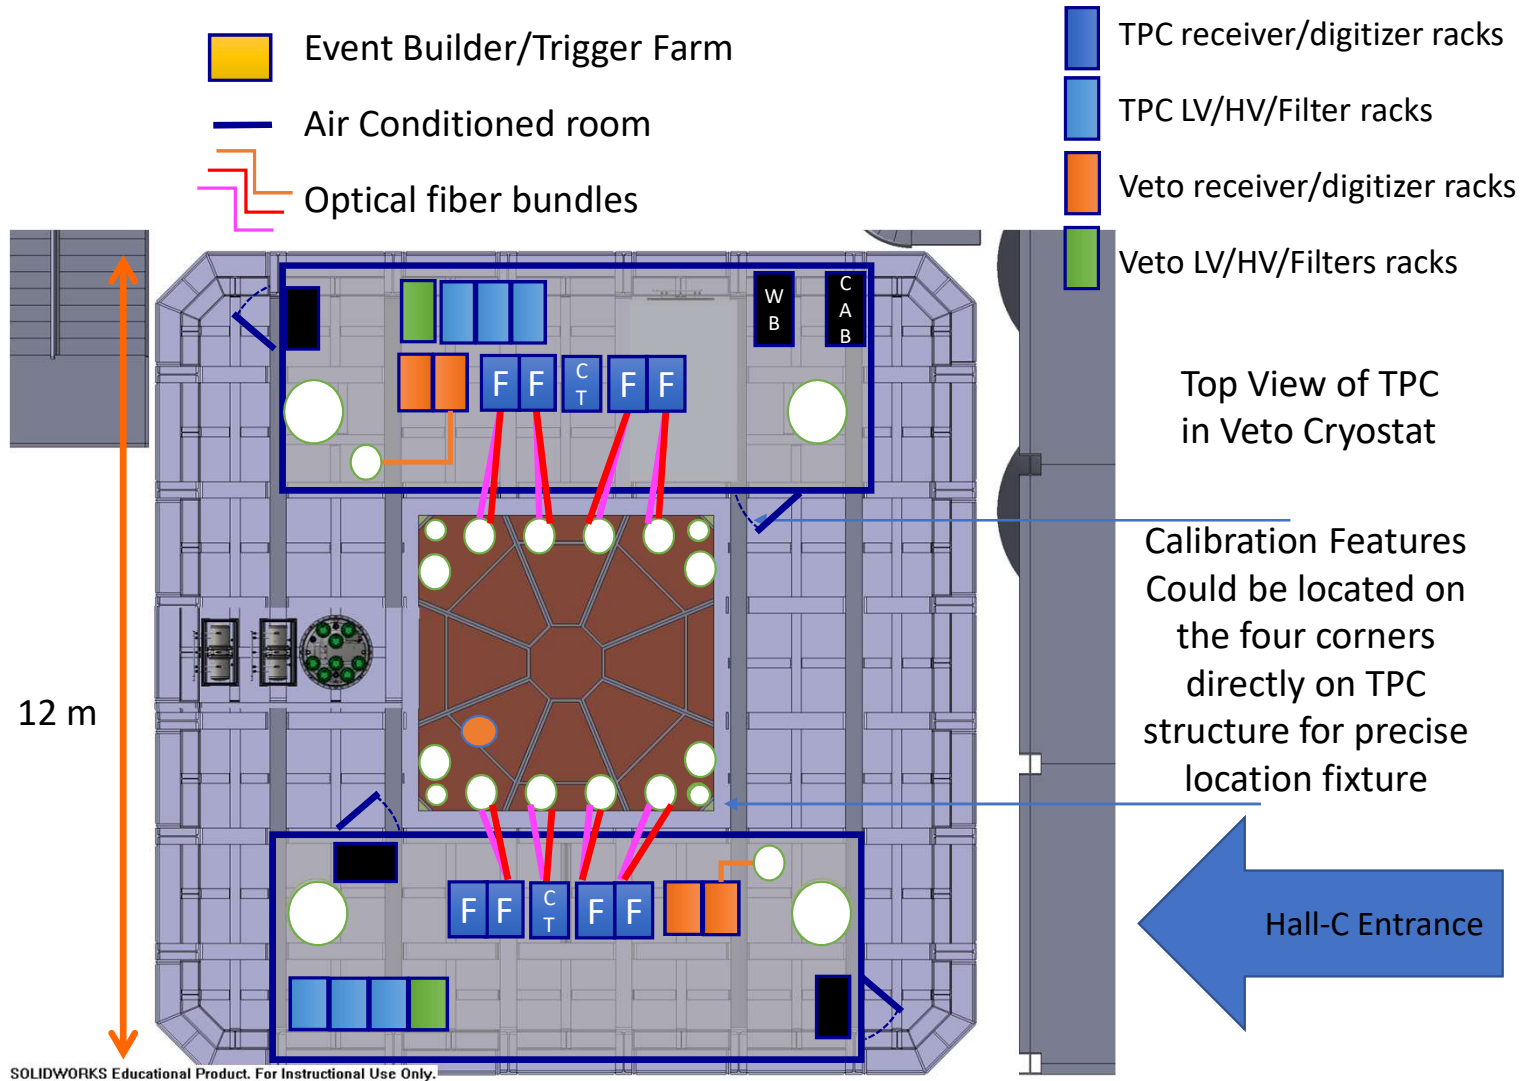 Event Builder/Trigger Farm
Air Conditioned room
Optical fiber bundles
TPC receiver/digitizer racks
TPC LV/HV/Filter racks
Veto receiver/digitizer racks
Veto LV/HV/Filters racks
W
B
C
A
B
F F C T F F
Top View of TPC
in Veto Cryostat
Calibration Features
Could be located on
the four corners
directly on TPC
structure for precise
location fixture
12 m
F F C T F F
Hall-C Entrance
SOLIDWORKS Educational Product. For Instructional Use Only.